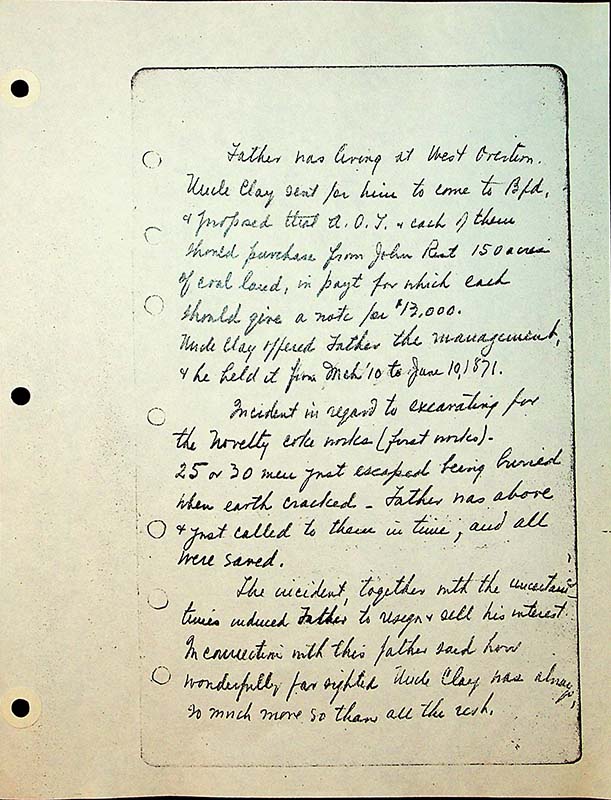 Father was living at West Overton.
Uncle Clay sent for him to come to Bfd,
& proposed that A. O. T. & each of them
should purchase from John Rist 150 acres
of coal land, in payt for which each
should give a note for $13,000.
Uncle Clay offered Father the management,
& he held it from Mch '10 to June 10, 1871.
Incident in regard to excavating for
the Novelty coke works (first works).
25 or 30 men just escaped being buried
when earth cracked - Father was above
& just called to them in time, and all
were saved.
The incident, together with the uncertain
times induced Father to resign & sell his interest.
In connection with this father said how
wonderfully far sighted Uncle Clay was always,
so much more so than all the rest.